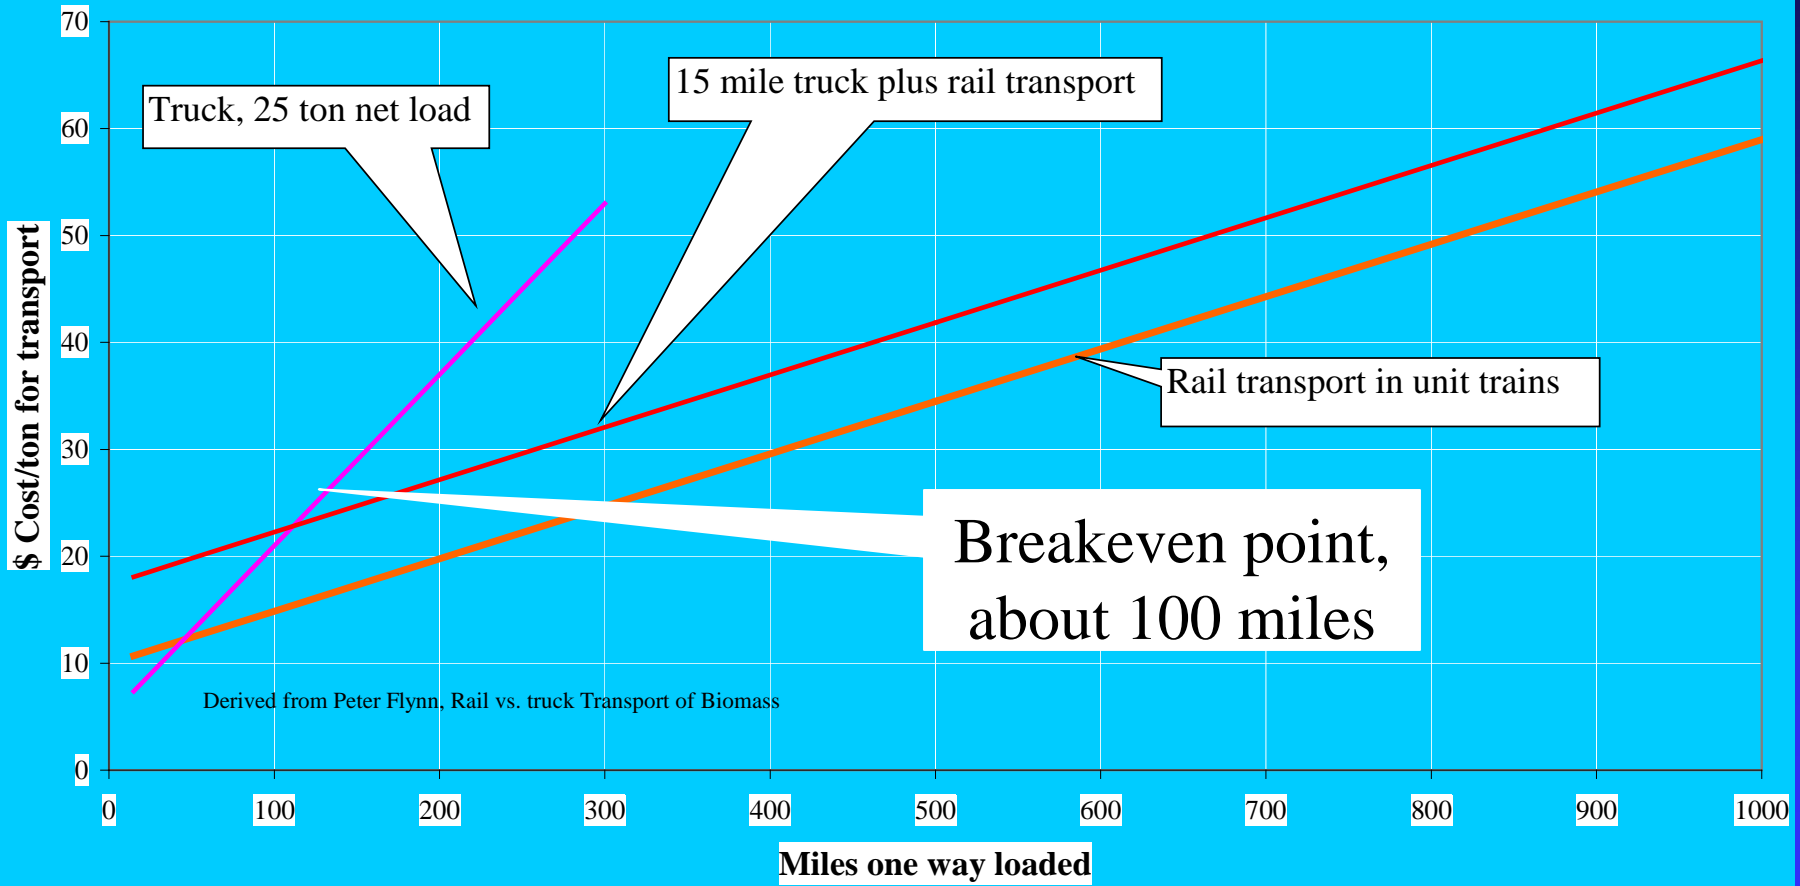 70
60
50
40
30
20
10
0
$ Cost/ton for transport
Truck, 25 ton net load
15 mile truck plus rail transport
Rail transport in unit trains
Breakeven point,
about 100 miles
Derived from Peter Flynn, Rail vs. truck Transport of Biomass
0 100 200 300 400 500 600 700 800 900 1000
Miles one way loaded